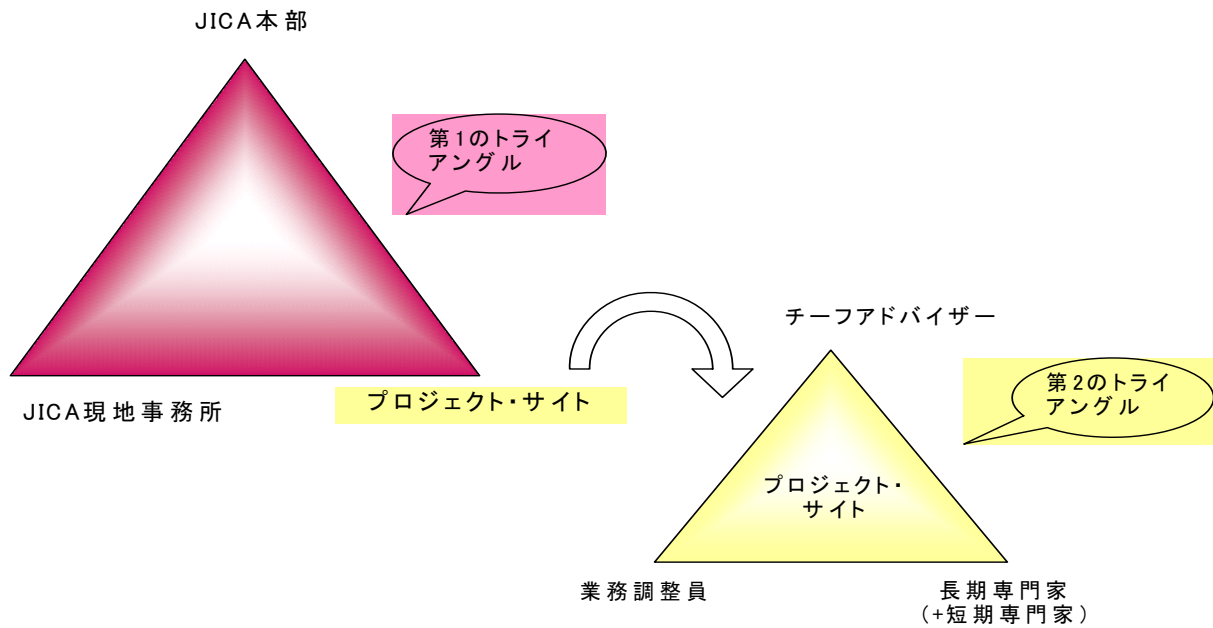 JICA本部
第1のトライ
アングル
チーフアドバイザー
第2のトライ
アングル
JICA現地事務所
プロジェクト・サイト
プロジェクト・
サイト
業務調整員
長期専門家
(+短期専門家)